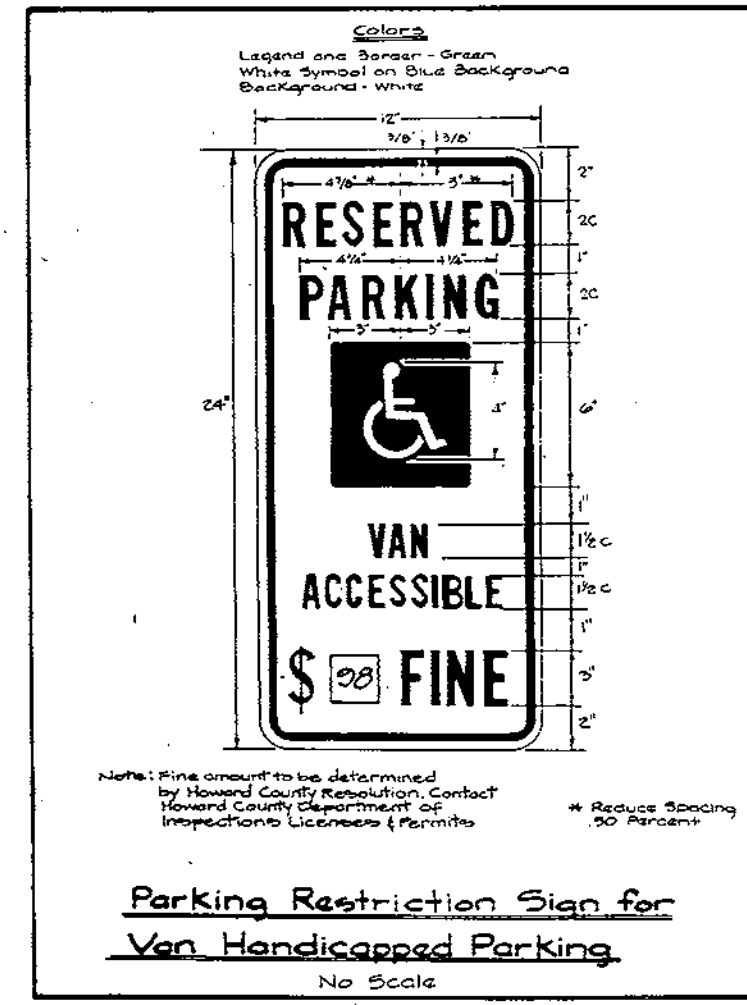 Colors
Legend and Border - Green
White Symbol on Blue Background
Background - White
12"
3/8" 3/8"
2"
4 7/8" * 5" *
RESERVED
2C
1"
4 1/4" 4 1/4"
PARKING
2C
3" 3"
1"
24"
4"
6"
1"
VAN
1 1/2 C
1"
ACCESSIBLE
1 1/2 C
1"
$ 98 FINE
3"
2"
Note: Fine amount to be determined
by Howard County Resolution. Contact
Howard County Department of
Inspections Licenses & Permits
* Reduce Spacing
50 Percent
Parking Restriction Sign for
Van Handicapped Parking
No Scale